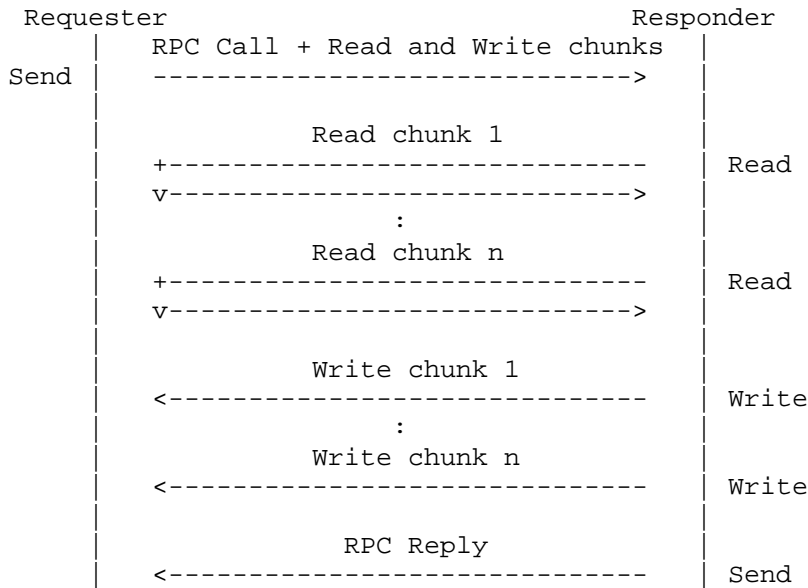 Requester Responder
RPC Call + Read and Write chunks
Send ------------------------------>
Read chunk 1
+------------------------------ Read
v----------------------------->
:
Read chunk n
+------------------------------ Read
v----------------------------->
Write chunk 1
<------------------------------ Write
:
Write chunk n
<------------------------------ Write
RPC Reply
<------------------------------ Send